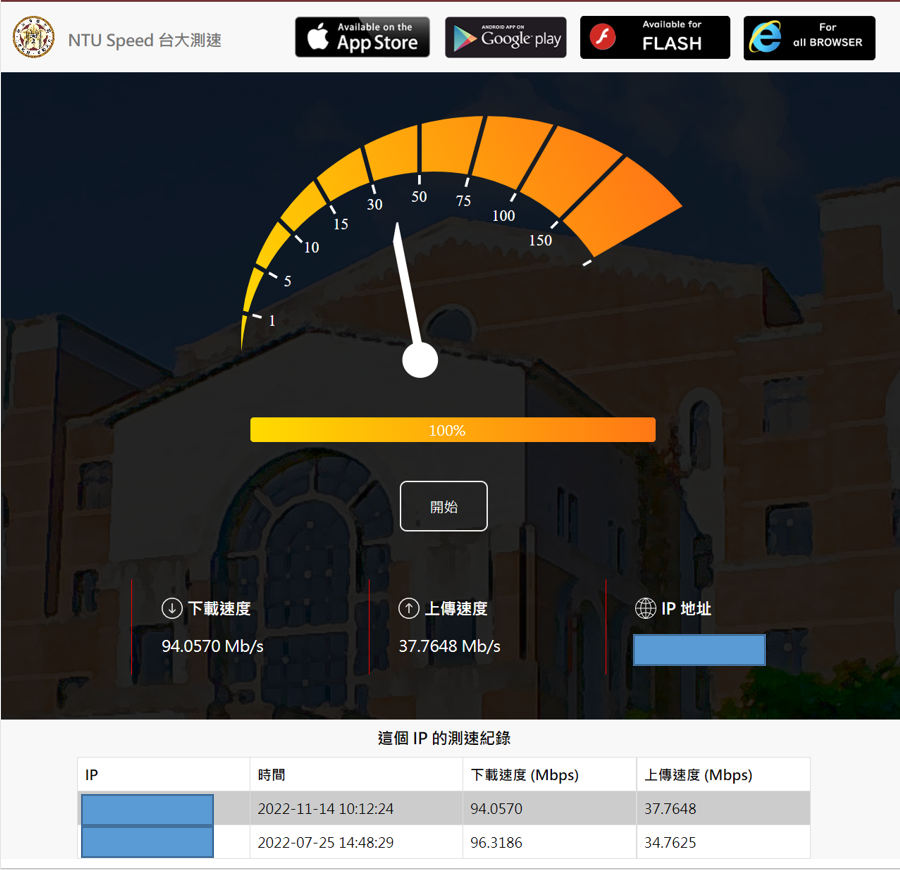 NTU Speed 台大測速
Available on the
App Store
ANDROID APP ON
Google play
Available for
FLASH
For
all BROWSER
1
5
10
15
30
50
75
100
150
100%
開始
下載速度
94.0570 Mb/s
上傳速度
37.7648 Mb/s
IP 地址
這個 IP 的測速紀錄
IP 時間 下載速度 (Mbps) 上傳速度 (Mbps)
2022-11-14 10:12:24 94.0570 37.7648
2022-07-25 14:48:29 96.3186 34.7625